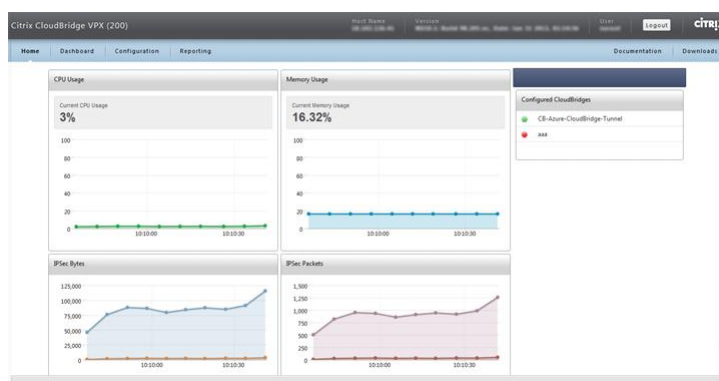 Citrix CloudBridge VPX (200)
Host Name
Version
User
Logout
CİTRI
Home
Dashboard
Configuration
Reporting
Documentation
Downloads
CPU Usage
Current CPU Usage
3%
100
80
60
40
20
0
10:10:00
10:10:30
Memory Usage
Current Memory Usage
16.32%
100
80
60
40
20
0
10:10:00
10:10:30
Configured CloudBridges
CB-Azure-CloudBridge-Tunnel
aaa
IPSec Bytes
125,000
100,000
75,000
50,000
25,000
0
10:10:00
10:10:30
IPSec Packets
1,500
1,250
1,000
750
500
250
0
10:10:00
10:10:30